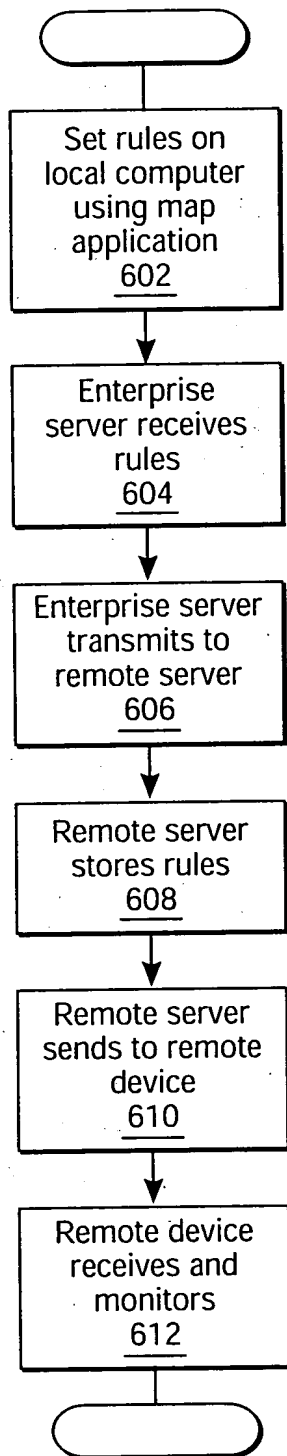 Set rules on
local computer
using map
application
602
Enterprise
server receives
rules
604
Enterprise server
transmits to
remote server
606
Remote server
stores rules
608
Remote server
sends to remote
device
610
Remote device
receives and
monitors
612